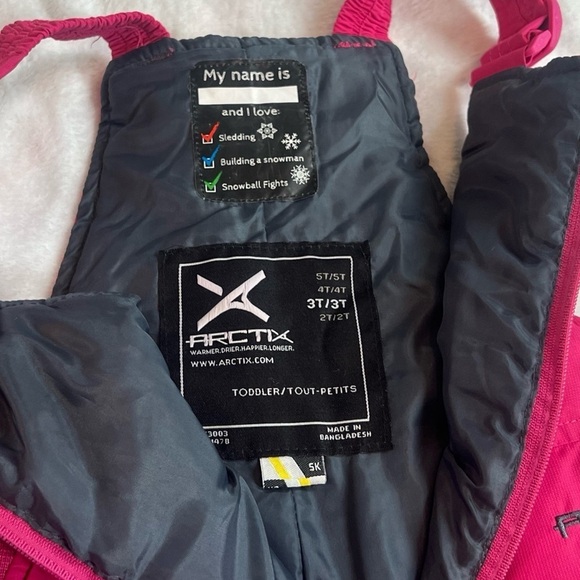 My name is
and I love:
Sledding
Building a snowman
Snowball Fights
5T/5T
4T/4T
3T/3T
2T/2T
ARCTIX
WARMER.DRIER.HAPPIER.LONGER.
WWW.ARCTIX.COM
TODDLER/TOUT-PETITS
MADE IN
BANGLADESH
SK